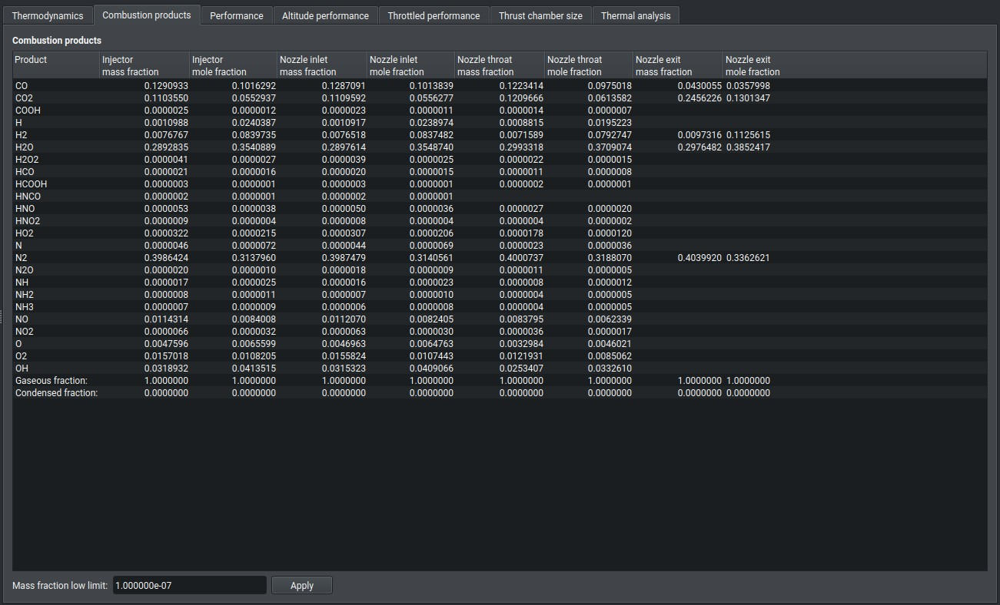 Thermodynamics Combustion products Performance Altitude performance Throttled performance Thrust chamber size Thermal analysis
Combustion products
Product Injector Injector Nozzle inlet Nozzle inlet Nozzle throat Nozzle throat Nozzle exit Nozzle exit
mass fraction mole fraction mass fraction mole fraction mass fraction mole fraction mass fraction mole fraction
CO 0.1290933 0.1016292 0.1287091 0.1013839 0.1223414 0.0975018 0.0430055 0.0357998
CO2 0.1103550 0.0552937 0.1109592 0.0556277 0.1209666 0.0613582 0.2456226 0.1301347
COOH 0.0000025 0.0000012 0.0000023 0.0000011 0.0000014 0.0000007
H 0.0010988 0.0240387 0.0010917 0.0238974 0.0008815 0.0195223
H2 0.0076767 0.0839735 0.0076518 0.0837482 0.0071589 0.0792747 0.0097316 0.1125615
H2O 0.2892835 0.3540889 0.2897614 0.3548740 0.2993318 0.3709074 0.2976482 0.3852417
H2O2 0.0000041 0.0000027 0.0000039 0.0000025 0.0000022 0.0000015
HCO 0.0000021 0.0000016 0.0000020 0.0000015 0.0000011 0.0000008
HCOOH 0.0000003 0.0000001 0.0000003 0.0000001 0.0000002 0.0000001
HNCO 0.0000002 0.0000001 0.0000002 0.0000001
HNO 0.0000053 0.0000038 0.0000050 0.0000036 0.0000027 0.0000020
HNO2 0.0000009 0.0000004 0.0000008 0.0000004 0.0000004 0.0000002
HO2 0.0000322 0.0000215 0.0000307 0.0000206 0.0000178 0.0000120
N 0.0000046 0.0000072 0.0000044 0.0000069 0.0000023 0.0000036
N2 0.3986424 0.3137960 0.3987479 0.3140561 0.4000737 0.3188070 0.4039920 0.3362621
N2O 0.0000020 0.0000010 0.0000018 0.0000009 0.0000011 0.0000005
NH 0.0000017 0.0000025 0.0000016 0.0000023 0.0000008 0.0000012
NH2 0.0000008 0.0000011 0.0000007 0.0000010 0.0000004 0.0000005
NH3 0.0000007 0.0000009 0.0000006 0.0000008 0.0000004 0.0000005
NO 0.0114314 0.0084008 0.0112070 0.0082405 0.0083795 0.0062339
NO2 0.0000066 0.0000032 0.0000063 0.0000030 0.0000036 0.0000017
O 0.0047596 0.0065599 0.0046963 0.0064763 0.0032984 0.0046021
O2 0.0157018 0.0108205 0.0155824 0.0107443 0.0121931 0.0085062
OH 0.0318932 0.0413515 0.0315323 0.0409066 0.0253407 0.0332610
Gaseous fraction: 1.0000000 1.0000000 1.0000000 1.0000000 1.0000000 1.0000000 1.0000000 1.0000000
Condensed fraction: 0.0000000 0.0000000 0.0000000 0.0000000 0.0000000 0.0000000 0.0000000 0.0000000
Mass fraction low limit: 1.000000e-07 Apply